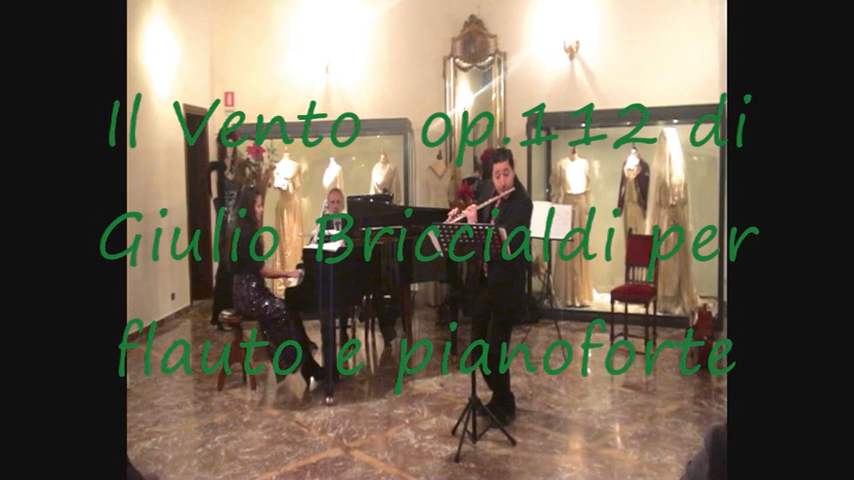 Il Vento op.112 di
Giulio Briccialdi per
flauto e pianoforte